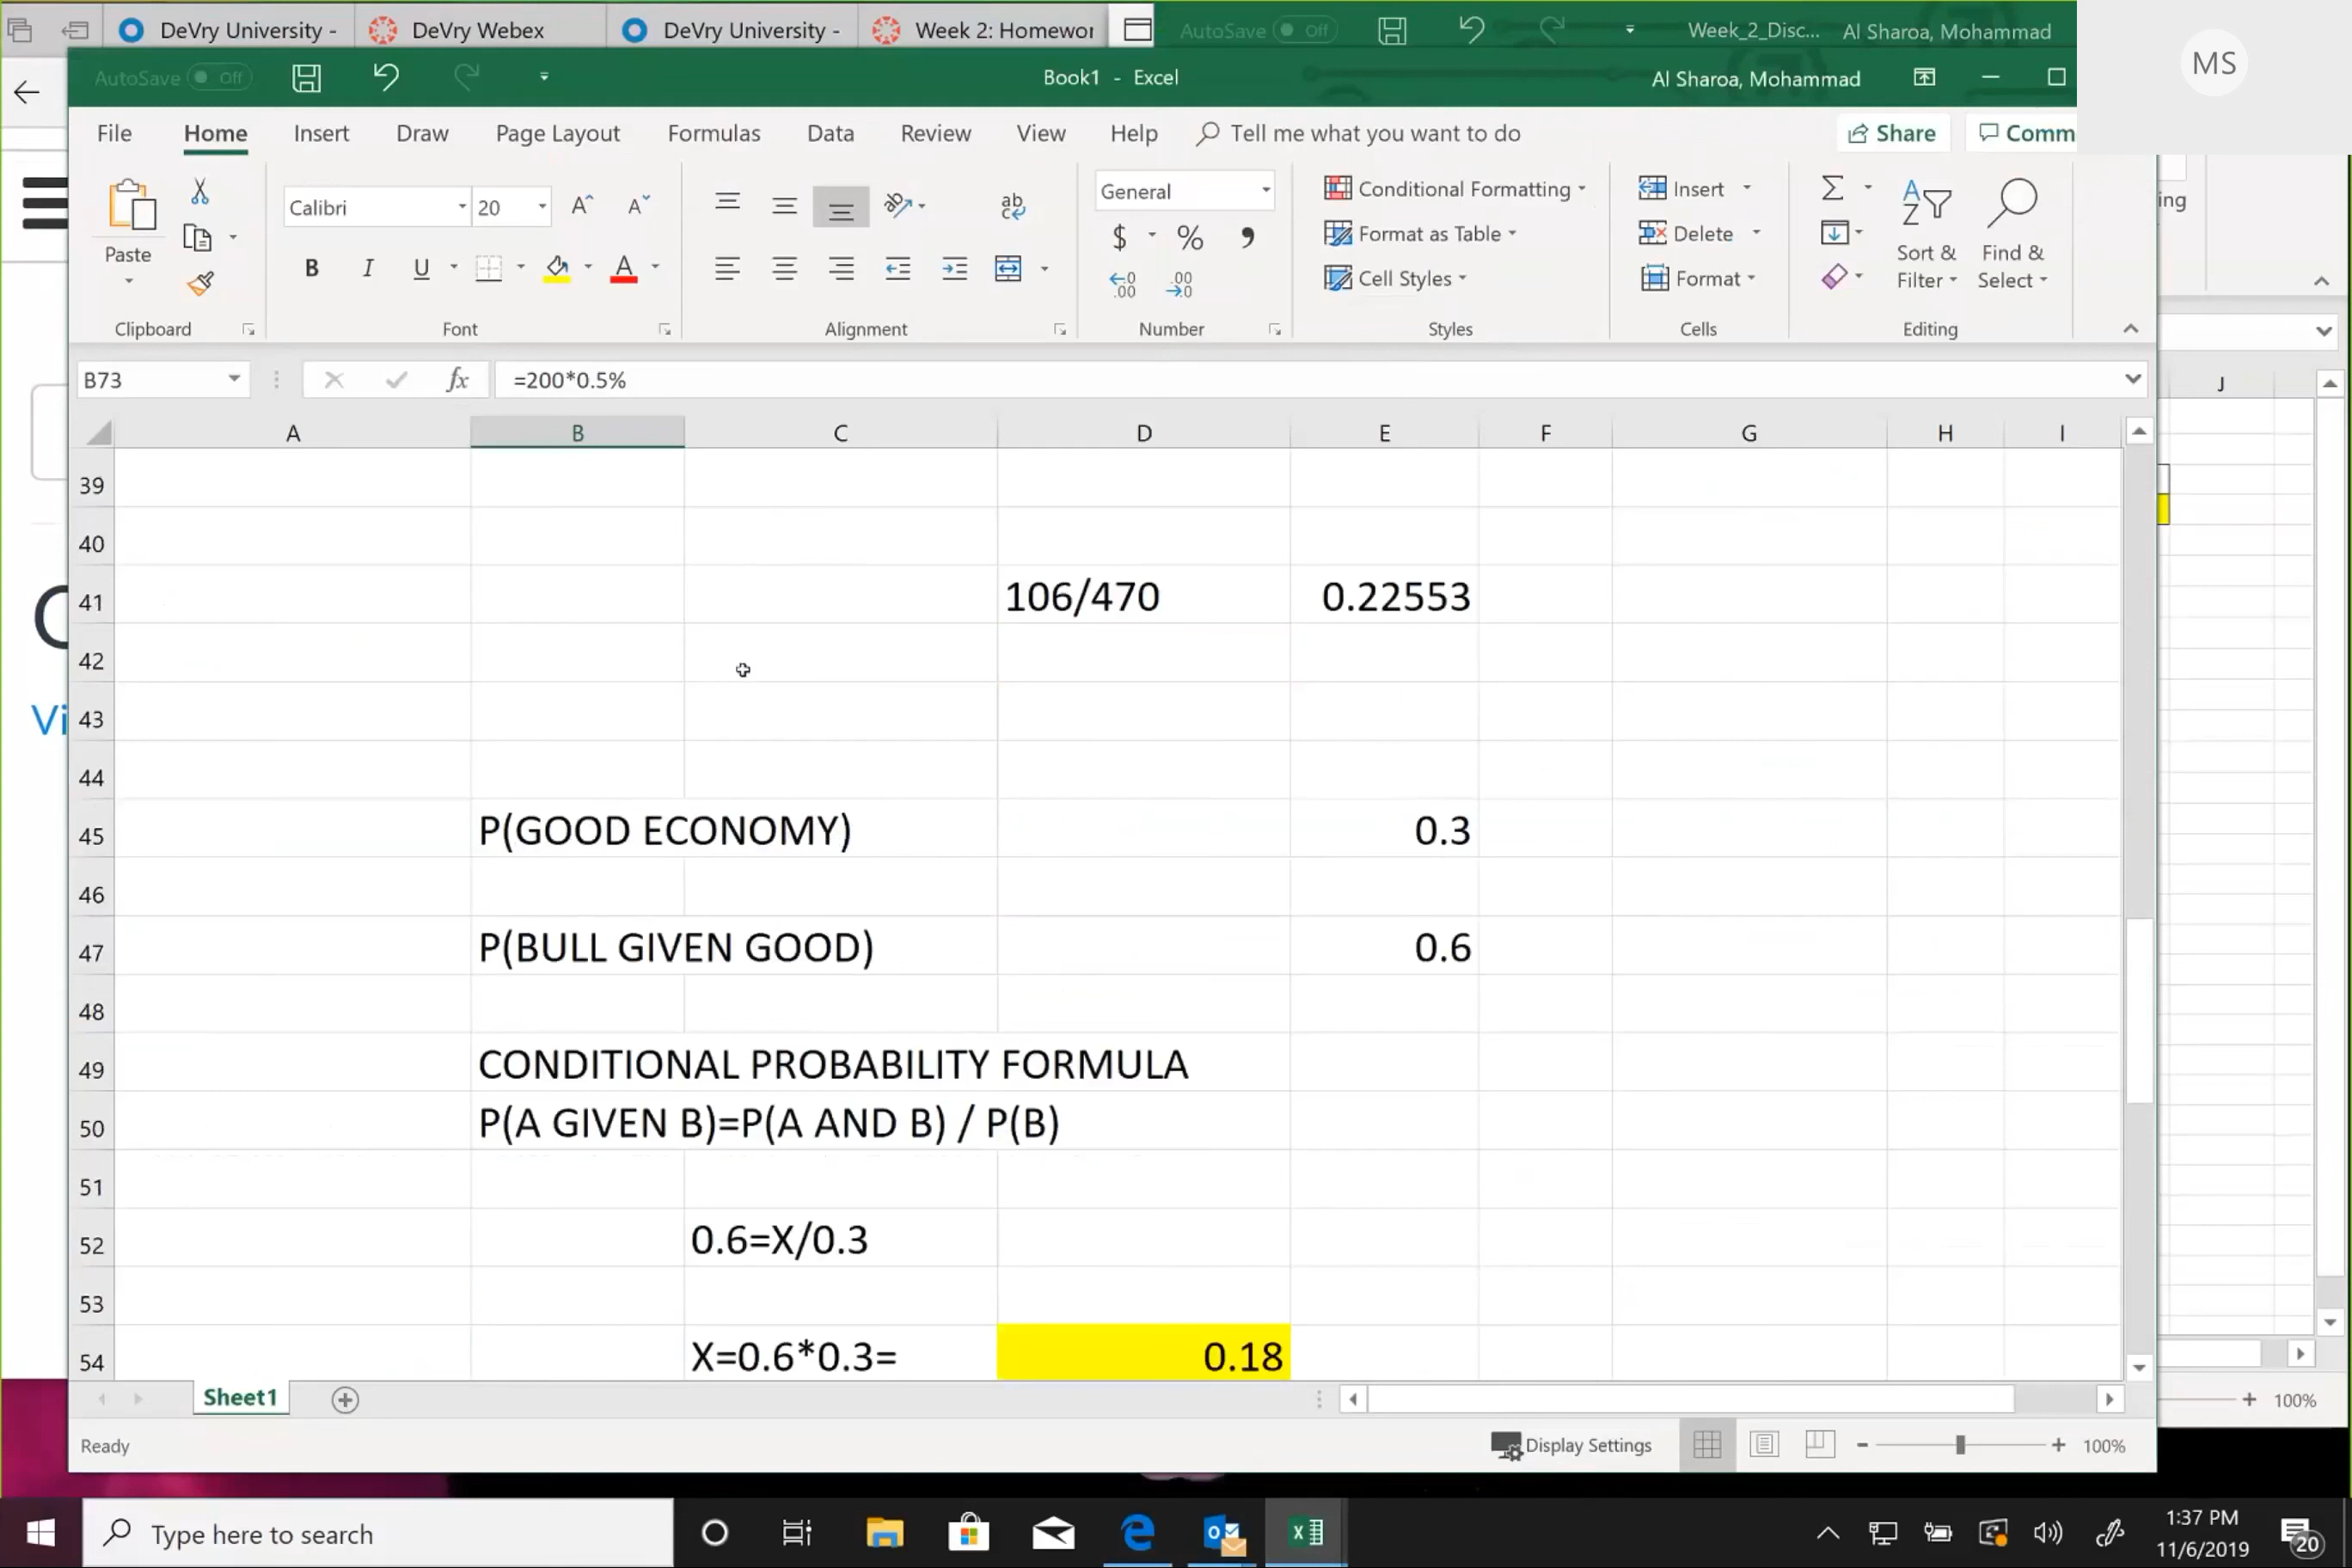 DeVry University -
DeVry Webex
DeVry University -
Week 2: Homewor
AutoSave Off
Week_2_Disc...
Al Sharoa, Mohammad
MS
AutoSave Off
Book1 - Excel
Al Sharoa, Mohammad
File Home Insert Draw Page Layout Formulas Data Review View Help Tell me what you want to do Share Comm
Paste
Calibri 20
B I U A
General
$ % ,
Conditional Formatting
Format as Table
Cell Styles
Insert
Delete
Format
Sort & Filter
Find & Select
ing
Clipboard Font Alignment Number Styles Cells Editing
B73 fx =200*0.5%
A B C D E F G H I J
39
40
41 106/470 0.22553
42
43
Vi
44
45 P(GOOD ECONOMY) 0.3
46
47 P(BULL GIVEN GOOD) 0.6
48
49 CONDITIONAL PROBABILITY FORMULA
50 P(A GIVEN B)=P(A AND B) / P(B)
51
52 0.6=X/0.3
53
54 X=0.6*0.3= 0.18
Sheet1
100%
Ready
Display Settings
100%
Type here to search
1:37 PM
11/6/2019
20